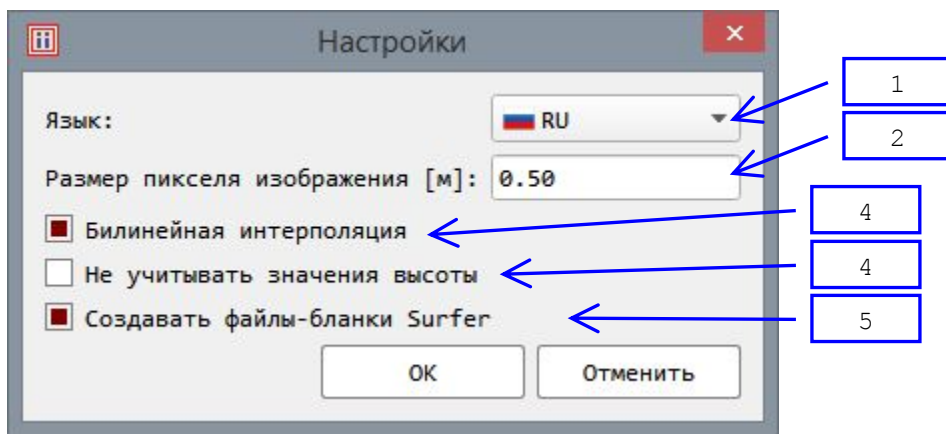 Настройки
1
Язык: RU
2
Размер пикселя изображения [м]: 0.50
Билинейная интерполяция
4
Не учитывать значения высоты
4
Создавать файлы-бланки Surfer
5
ОК Отменить